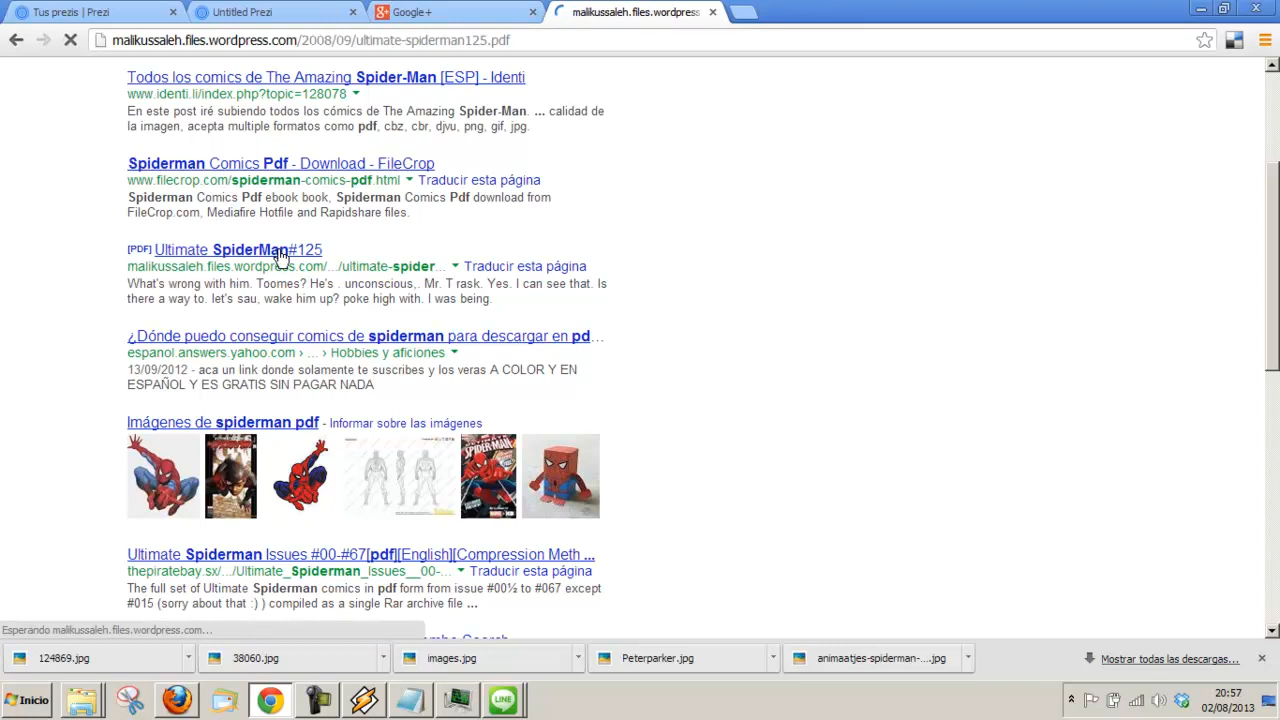 Tus prezis | Prezi
Untitled Prezi
Google+
malikussaleh.files.wordpress
malikussaleh.files.wordpress.com/2008/09/ultimate-spiderman125.pdf
Todos los comics de The Amazing Spider-Man [ESP] - Identi
www.identi.li/index.php?topic=128078
En este post iré subiendo todos los cómics de The Amazing Spider-Man. ... calidad de
la imagen, acepta multiple formatos como pdf, cbz, cbr, djvu, png, gif, jpg.
Spiderman Comics Pdf - Download - FileCrop
www.filecrop.com/spiderman-comics-pdf.html Traducir esta página
Spiderman Comics Pdf ebook book, Spiderman Comics Pdf download from
FileCrop.com, Mediafire Hotfile and Rapidshare files.
[PDF] Ultimate SpiderMan#125
malikussaleh.files.wordpress.com/.../ultimate-spider... Traducir esta página
What's wrong with him. Toomes? He's . unconscious,. Mr. T rask. Yes. I can see that. Is
there a way to. let's sau, wake him up? poke high with. I was being.
¿Dónde puedo conseguir comics de spiderman para descargar en pd...
espanol.answers.yahoo.com › ... › Hobbies y aficiones
13/09/2012 - aca un link donde solamente te suscribes y los veras A COLOR Y EN
ESPAÑOL Y ES GRATIS SIN PAGAR NADA
Imágenes de spiderman pdf - Informar sobre las imágenes
Ultimate Spiderman Issues #00-#67[pdf][English][Compression Meth ...
thepiratebay.sx/.../Ultimate_Spiderman_Issues__00-... Traducir esta página
The full set of Ultimate Spiderman comics in pdf form from issue #00½ to #067 except
#015 (sorry about that :) ) compiled as a single Rar archive file ...
Esperando malikussaleh.files.wordpress.com...
124869.jpg
38060.jpg
images.jpg
Peterparker.jpg
animaatjes-spiderman-....jpg
Mostrar todas las descargas...
Inicio
LINE
20:57
02/08/2013